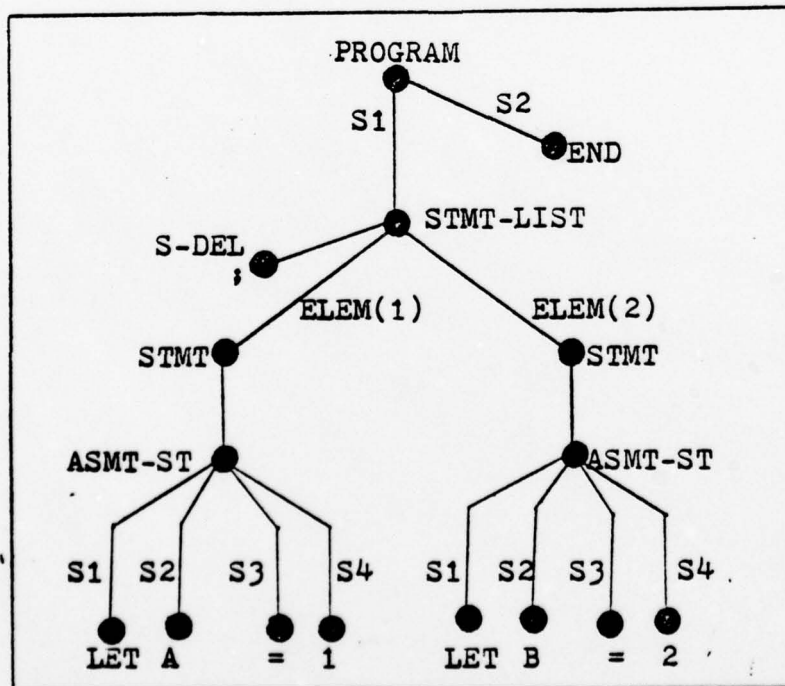 PROGRAM
S1 S2
END
STMT-LIST
S-DEL
;
ELEM(1) ELEM(2)
STMT STMT
ASMT-ST ASMT-ST
S1 S2 S3 S4 S1 S2 S3 S4
LET A = 1 LET B = 2